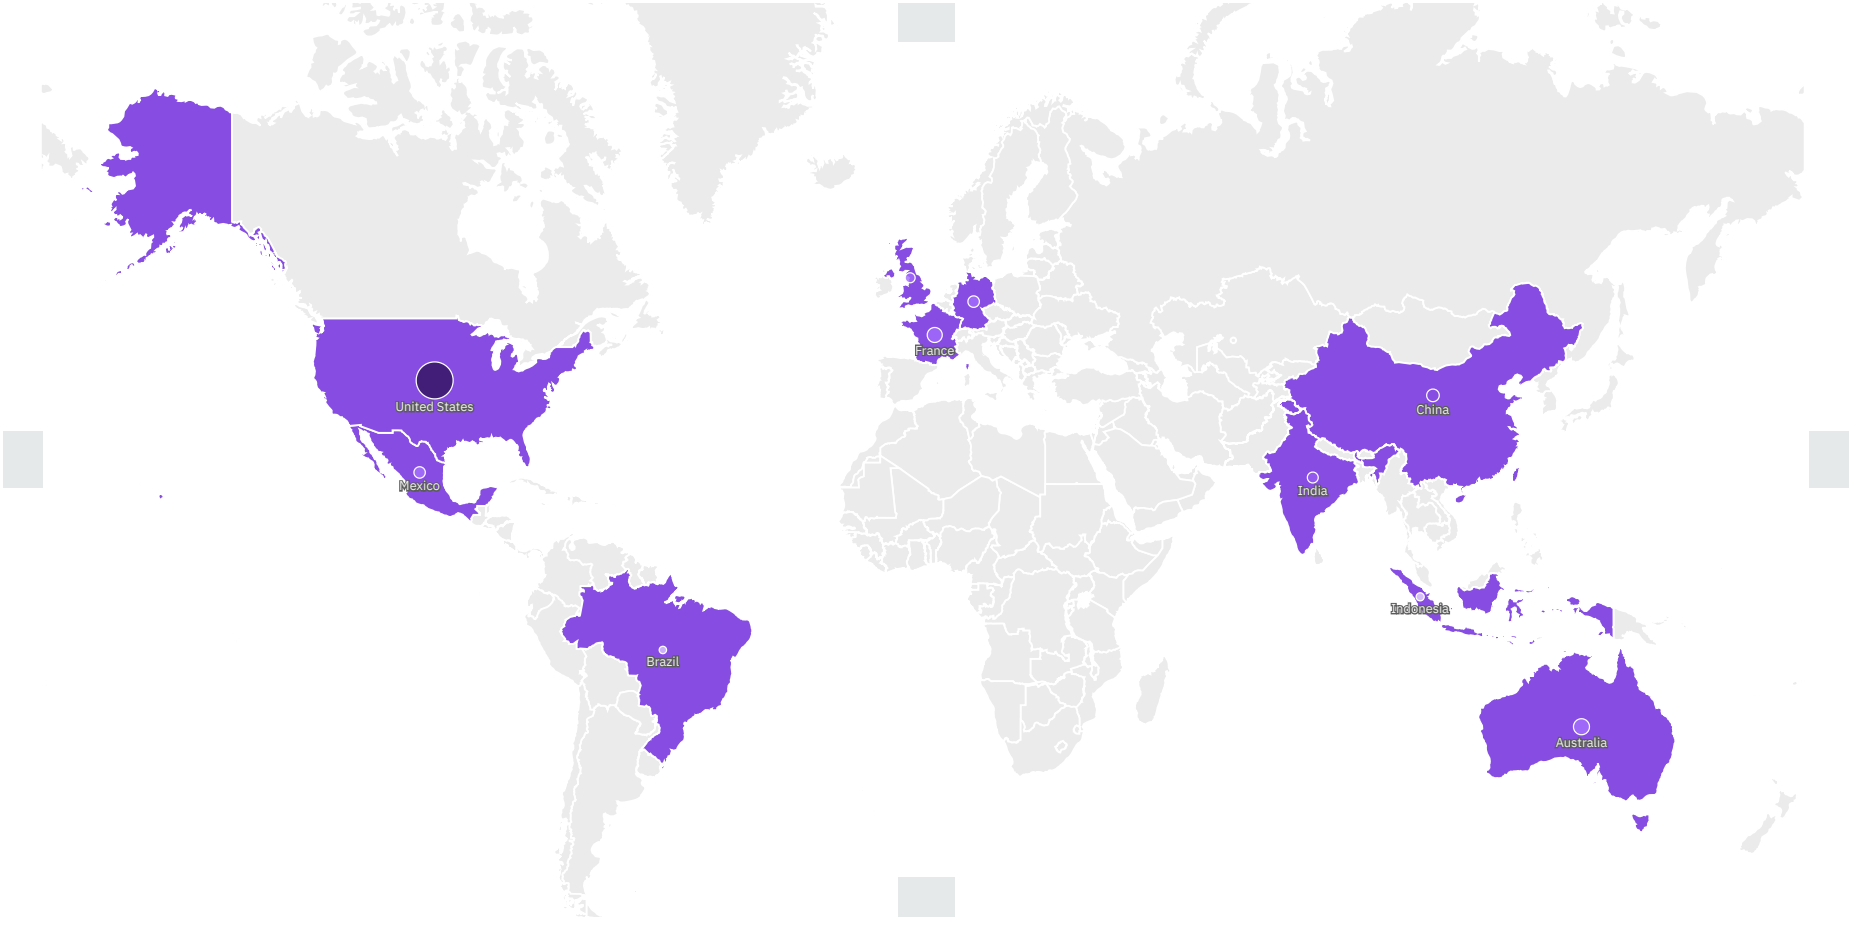 France
United States
China
Mexico
India
Indonesia
Brazil
Australia